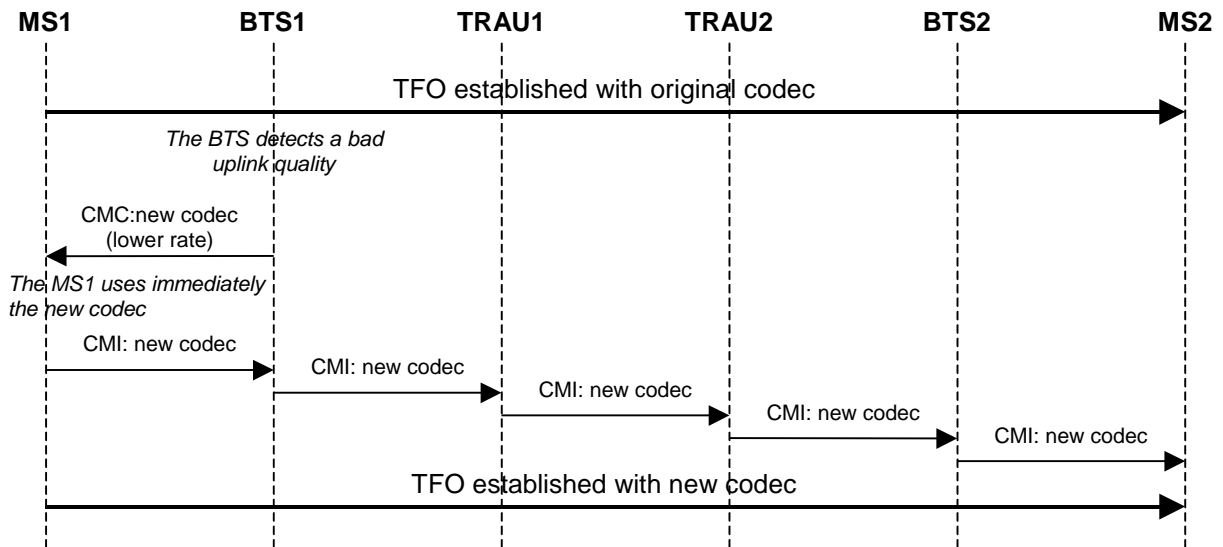 MS1 BTS1 TRAU1 TRAU2 BTS2 MS2
TFO established with original codec
The BTS detects a bad
uplink quality
CMC:new codec
(lower rate)
The MS1 uses immediately
the new codec
CMI: new codec
CMI: new codec
CMI: new codec
CMI: new codec
CMI: new codec
TFO established with new codec